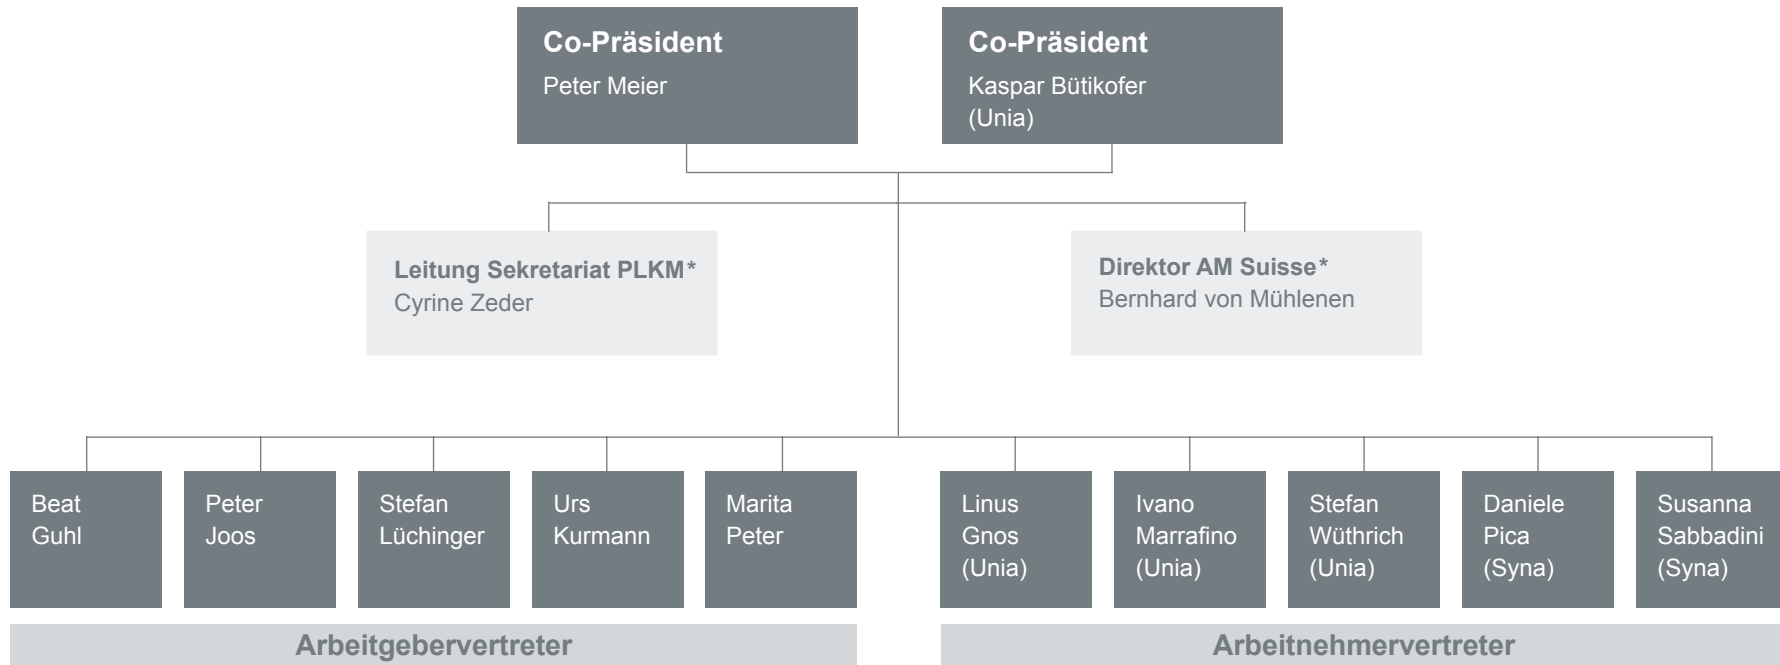 Co-Präsident
Peter Meier
Co-Präsident
Kaspar Bütikofer
(Unia)
Leitung Sekretariat PLKM*
Cyrine Zeder
Direktor AM Suisse*
Bernhard von Mühlenen
Beat
Guhl
Peter
Joos
Stefan
Lüchinger
Urs
Kurmann
Marita
Peter
Linus
Gnos
(Unia)
Ivano
Marrafino
(Unia)
Stefan
Wüthrich
(Unia)
Daniele
Pica
(Syna)
Susanna
Sabbadini
(Syna)
Arbeitgebervertreter
Arbeitnehmervertreter